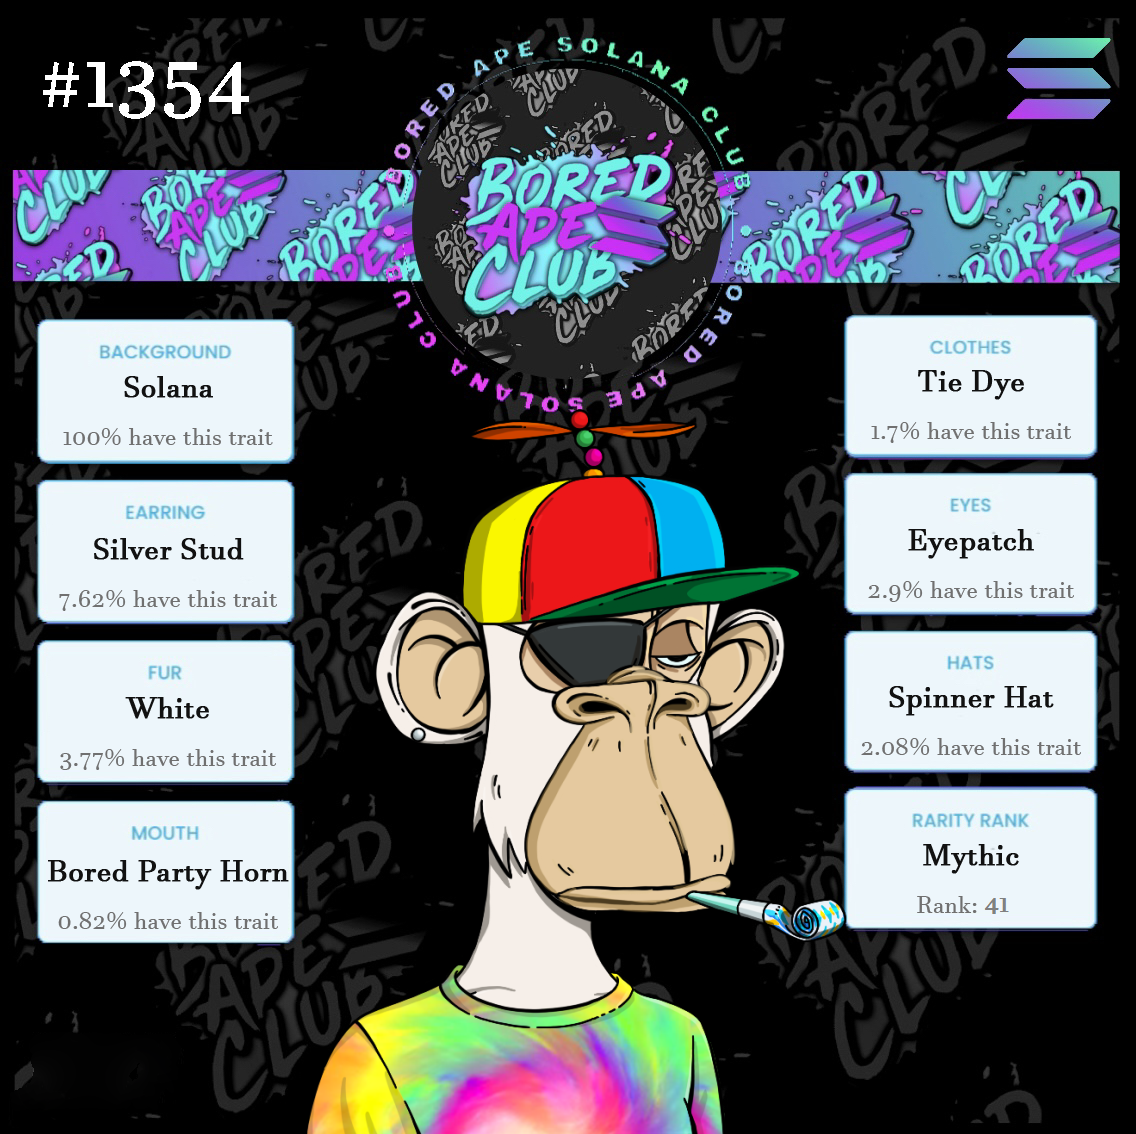 #1354
BORED APE SOLANA CLUB
BORED APE SOLANA CLUB
BORED
APE
CLUB
BACKGROUND
Solana
100% have this trait
EARRING
Silver Stud
7.62% have this trait
FUR
White
3.77% have this trait
MOUTH
Bored Party Horn
0.82% have this trait
CLOTHES
Tie Dye
1.7% have this trait
EYES
Eyepatch
2.9% have this trait
HATS
Spinner Hat
2.08% have this trait
RARITY RANK
Mythic
Rank: 41